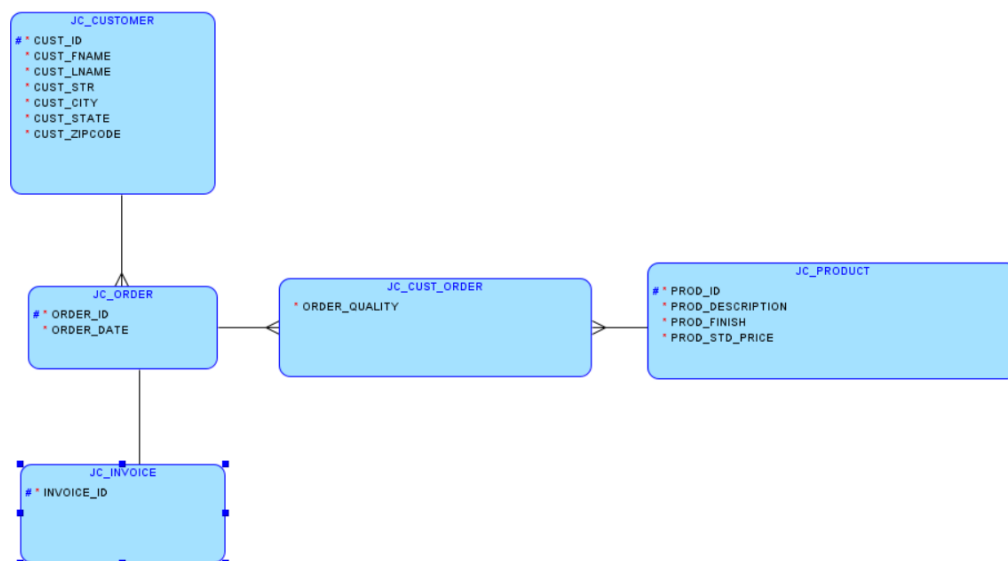 JC_CUSTOMER
# * CUST_ID
* CUST_FNAME
* CUST_LNAME
* CUST_STR
* CUST_CITY
* CUST_STATE
* CUST_ZIPCODE
JC_ORDER
# * ORDER_ID
* ORDER_DATE
JC_CUST_ORDER
* ORDER_QUALITY
JC_PRODUCT
# * PROD_ID
* PROD_DESCRIPTION
* PROD_FINISH
* PROD_STD_PRICE
JC_INVOICE
# * INVOICE_ID